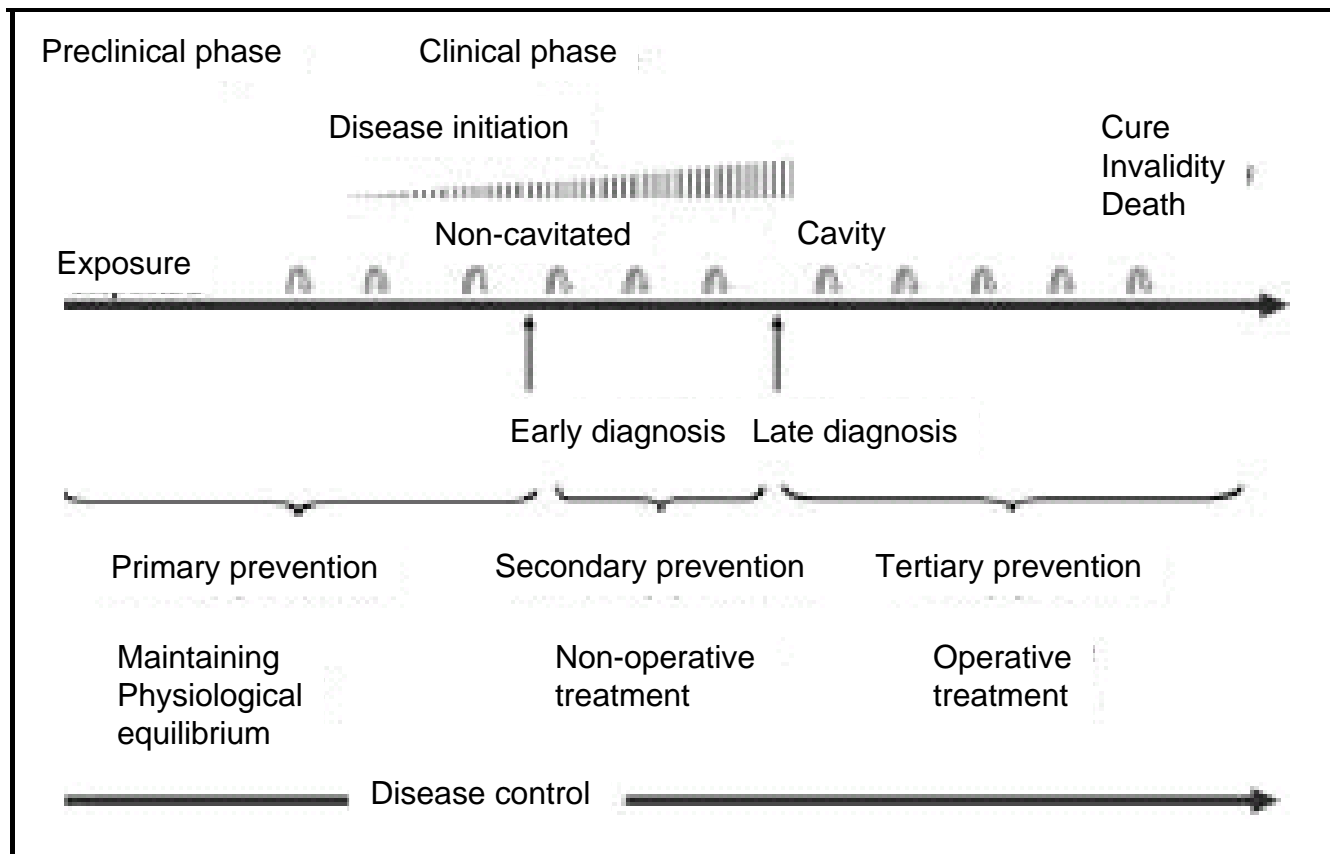 Preclinical phase
Clinical phase
Disease initiation
Cure
Invalidity
Death
Non-cavitated
Cavity
Exposure
Early diagnosis
Late diagnosis
Primary prevention
Secondary prevention
Tertiary prevention
Maintaining
Physiological
equilibrium
Non-operative
treatment
Operative
treatment
Disease control